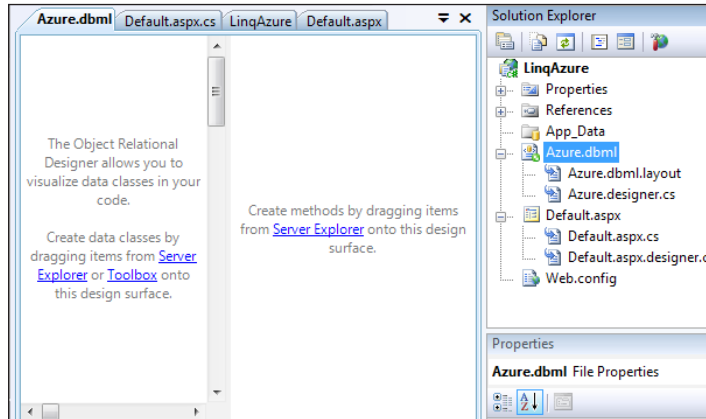 Azure.dbml Default.aspx.cs LinqAzure Default.aspx
The Object Relational
Designer allows you to
visualize data classes in your
code.
Create data classes by
dragging items from Server
Explorer or Toolbox onto
this design surface.
Create methods by dragging items
from Server Explorer onto this design
surface.
Solution Explorer
LinqAzure
Properties
References
App_Data
Azure.dbml
Azure.dbml.layout
Azure.designer.cs
Default.aspx
Default.aspx.cs
Default.aspx.designer.c
Web.config
Properties
Azure.dbml File Properties